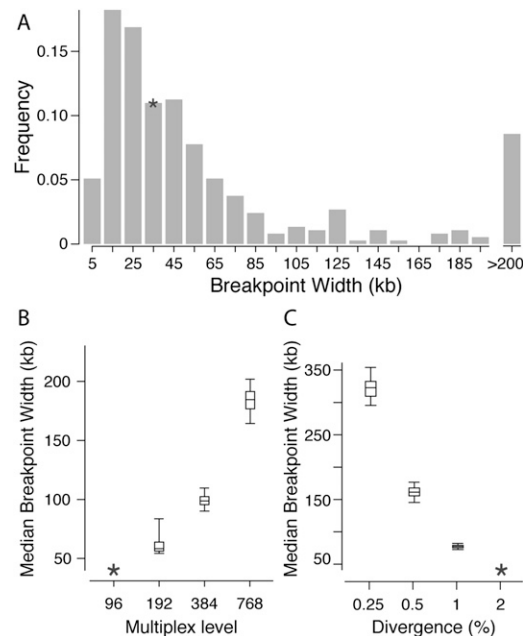 A
0.15
0.10
0.05
0
Frequency
*
5 25 45 65 85 105 125 145 165 185 >200
Breakpoint Width (kb)
B
200
150
100
50
Median Breakpoint Width (kb)
*
96 192 384 768
Multiplex level
C
350
250
150
50
Median Breakpoint Width (kb)
*
0.25 0.5 1 2
Divergence (%)